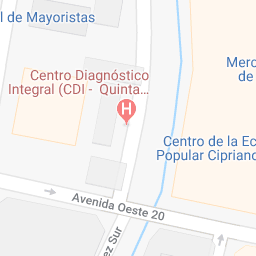 l de Mayoristas
Merc
de
Centro Diagnóstico
Integral (CDI - Quinta...
H
Centro de la Ec
Popular Cipriano
Avenida Oeste 20
ez Sur